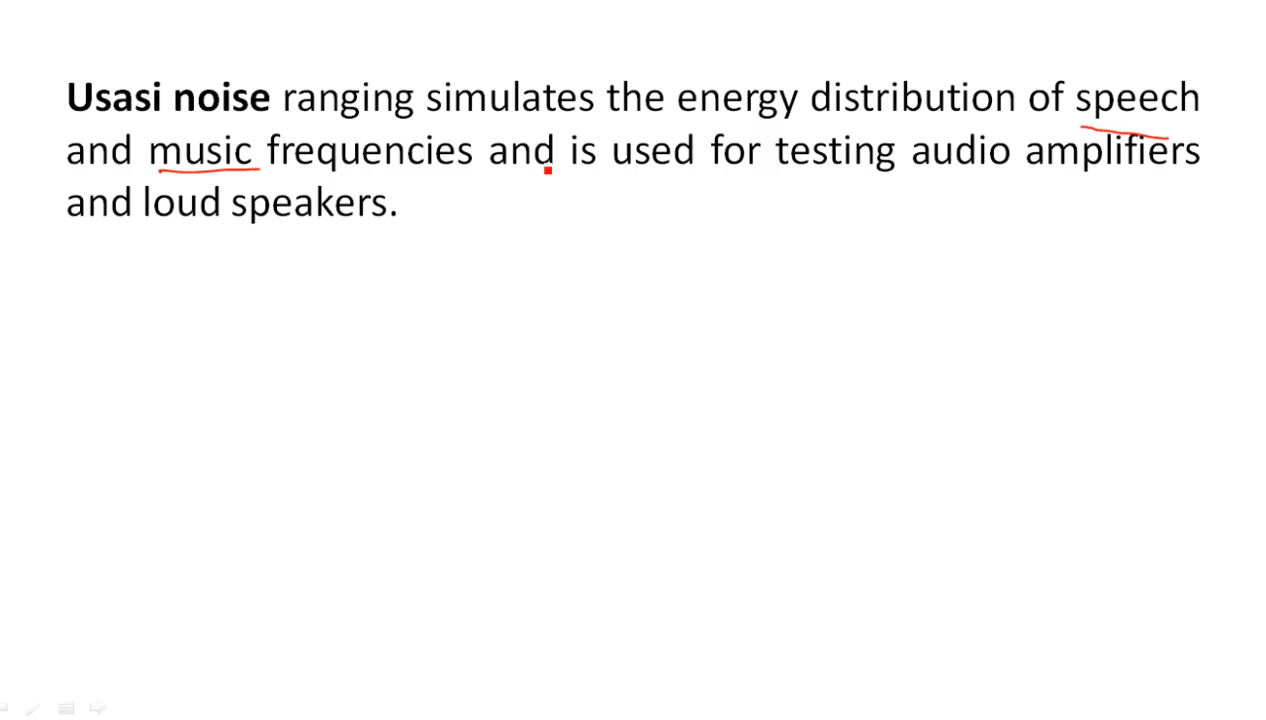 Usasi noise ranging simulates the energy distribution of speech
and music frequencies and is used for testing audio amplifiers
and loud speakers.